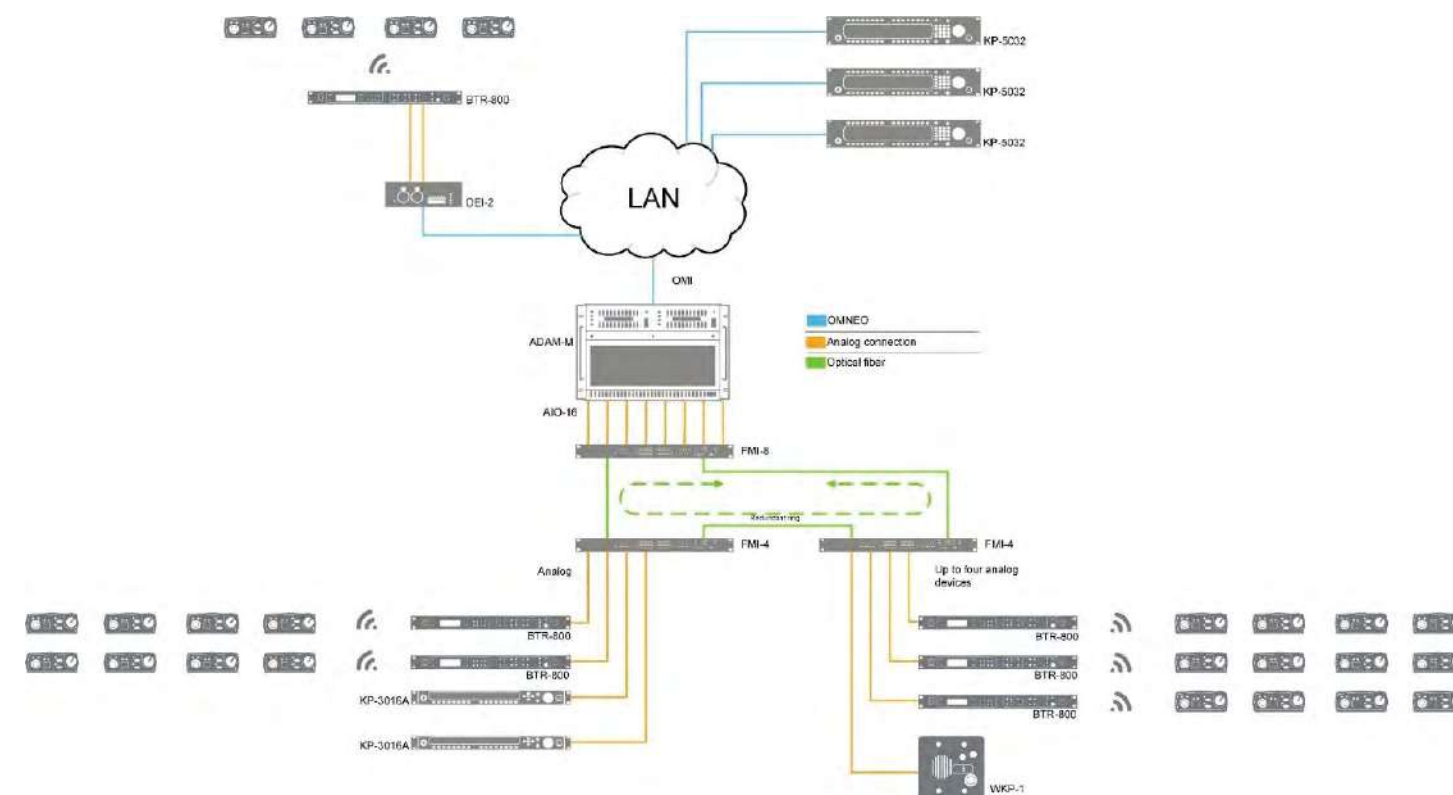 KP-5032
BTR-800
KP-5032
KP-5032
LAN
OEI-2
OMI
ADAM-M
OMNEO
Analog connection
Optical fiber
AIO-16
FMI-8
Redundant ring
FMI-4
FMI-4
Analog
Up to four analog
devices
BTR-800
BTR-800
BTR-800
BTR-800
KP-3016A
BTR-800
KP-3016A
WKP-1